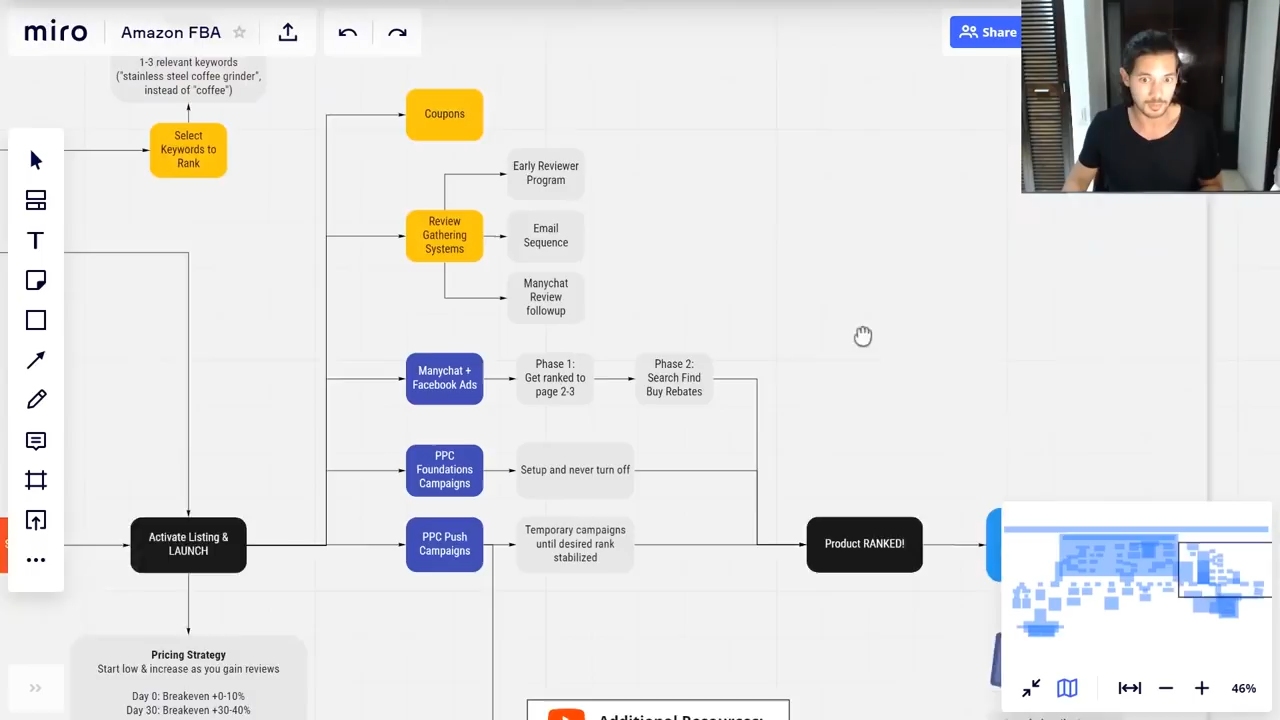 miro
Amazon FBA
Share
1-3 relevant keywords
("stainless steel coffee grinder",
instead of "coffee")
Select
Keywords to
Rank
Coupons
Early Reviewer
Program
Review
Gathering
Systems
Email
Sequence
Manychat
Review
followup
Manychat +
Facebook Ads
Phase 1:
Get ranked to
page 2-3
Phase 2:
Search Find
Buy Rebates
PPC
Foundations
Campaigns
Setup and never turn off
Activate Listing &
LAUNCH
PPC Push
Campaigns
Temporary campaigns
until desired rank
stabilized
Product RANKED!
Pricing Strategy
Start low & increase as you gain reviews
Day 0: Breakeven +0-10%
Day 30: Breakeven +30-40%
Additional Resources:
46%